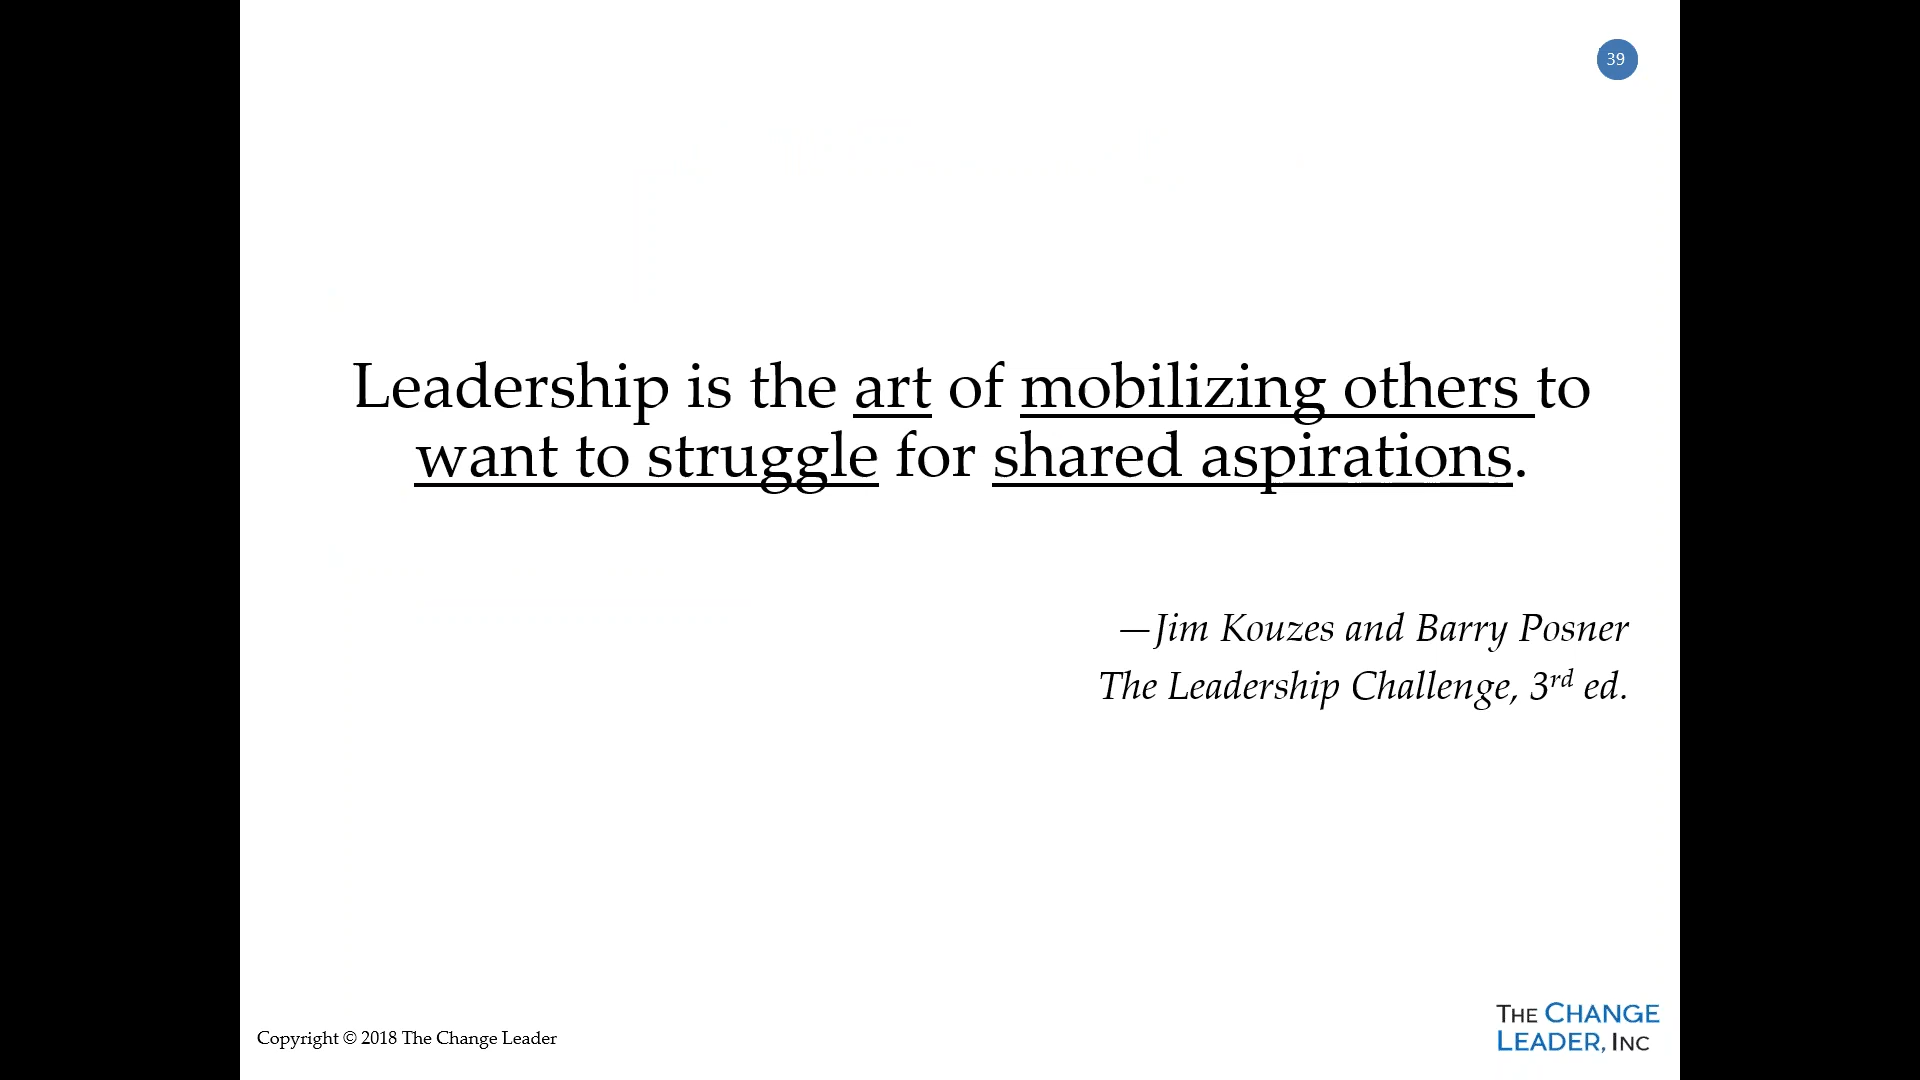 39
Leadership is the art of mobilizing others to
want to struggle for shared aspirations.
—Jim Kouzes and Barry Posner
The Leadership Challenge, 3rd ed.
Copyright © 2018 The Change Leader
THE CHANGE
LEADER, INC